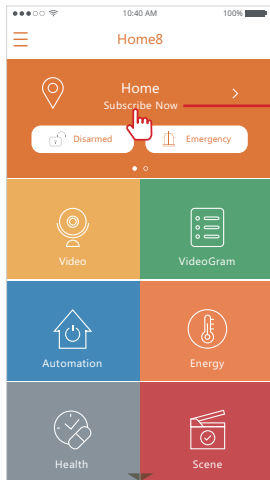 10:40 AM 100%
Home8
Home
Subscribe Now
Disarmed Emergency
Video VideoGram
Automation Energy
Health Scene